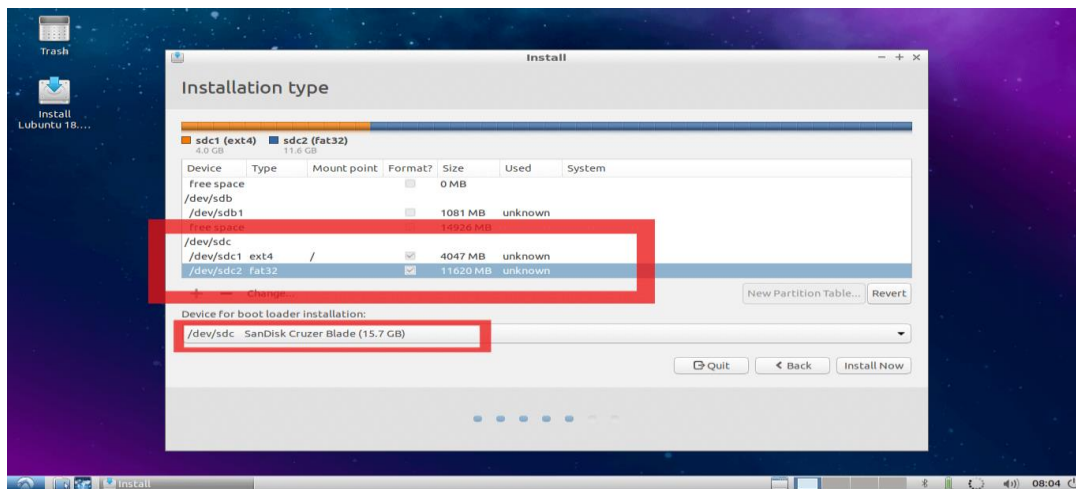 Trash
Install
Lubuntu 18....
Install
Installation type
sdc1 (ext4) sdc2 (fat32)
4.0 GB 11.6 GB
Device Type Mount point Format? Size Used System
free space 0 MB
/dev/sdb
/dev/sdb1 1081 MB unknown
free space 14926 MB
/dev/sdc
/dev/sdc1 ext4 / 4047 MB unknown
/dev/sdc2 fat32 11620 MB unknown
+ − Change...
New Partition Table... Revert
Device for boot loader installation:
/dev/sdc SanDisk Cruzer Blade (15.7 GB)
Quit Back Install Now
Install 08:04